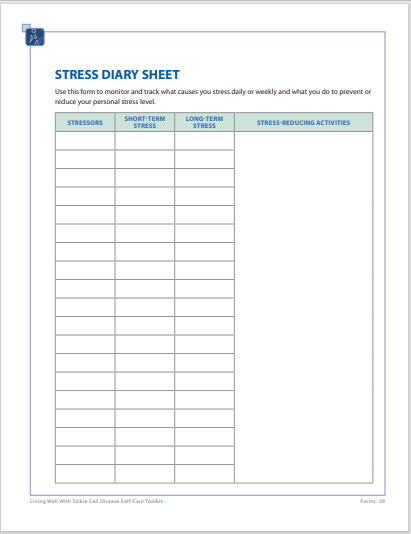 STRESS DIARY SHEET
Use this form to monitor and track what causes you stress daily or weekly and what you do to prevent or
reduce your personal stress level.
STRESSORS
SHORT-TERM
STRESS
LONG-TERM
STRESS
STRESS-REDUCING ACTIVITIES
Living Well With Sickle Cell Disease Self-Care Toolkit
Forms-29